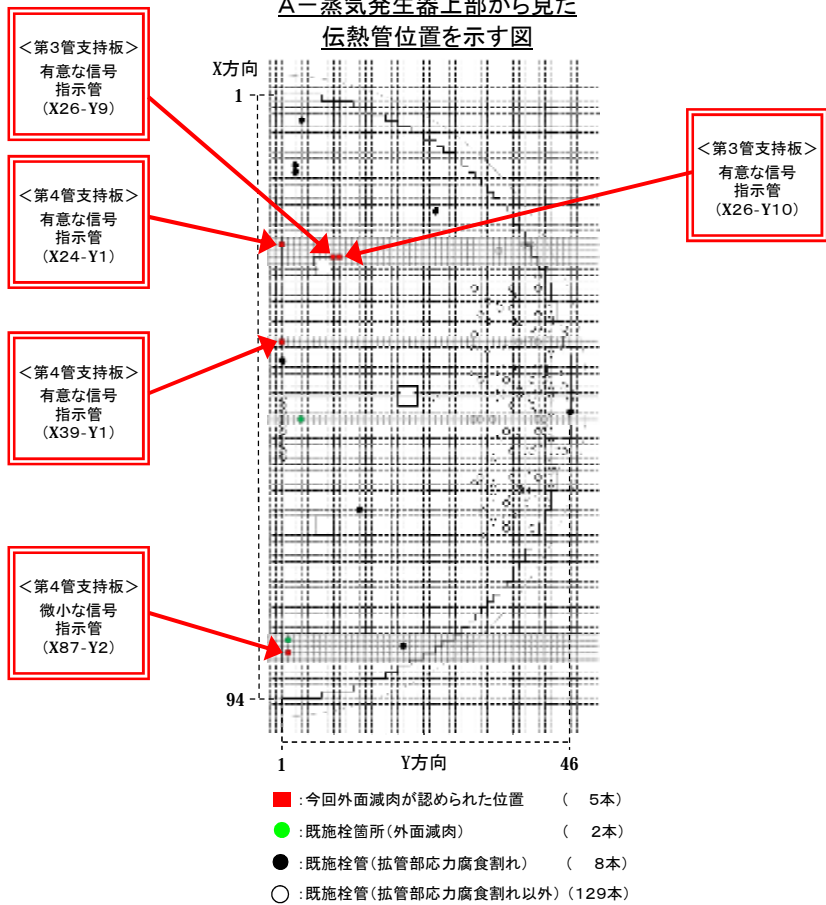 A－蒸気発生器上部から見た
伝熱管位置を示す図
<第3管支持板>
有意な信号
指示管
(X26-Y9)
<第4管支持板>
有意な信号
指示管
(X24-Y1)
<第4管支持板>
有意な信号
指示管
(X39-Y1)
<第4管支持板>
微小な信号
指示管
(X87-Y2)
<第3管支持板>
有意な信号
指示管
(X26-Y10)
X方向
1
94
1
Y方向
46
:今回外面減肉が認められた位置 ( 5本)
:既施栓箇所(外面減肉) ( 2本)
:既施栓管(拡管部応力腐食割れ) ( 8本)
:既施栓管(拡管部応力腐食割れ以外) (129本)